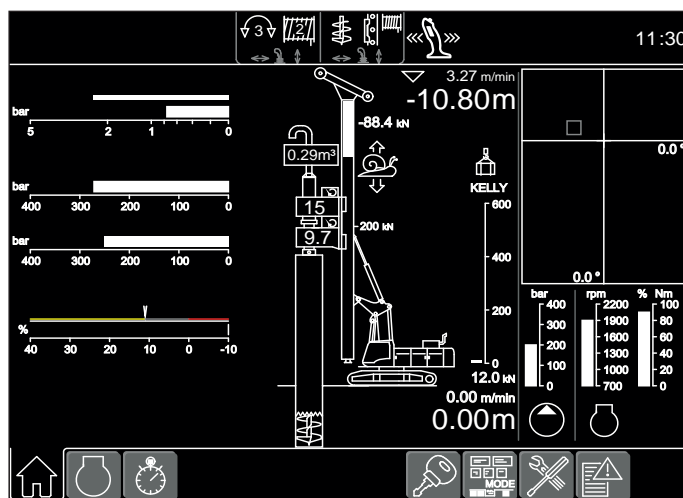 3 2
11:30
3.27 m/min
-10.80m
bar
5 2 1 0
-88.4 kN
0.29m³
0.0 °
KELLY
600
bar
400 300 200 100 0
15
200 kN
9.7
bar
400 300 200 100 0
400
0.0 °
200
bar rpm % Nm
400 2200 100
300 1900 80
200 1600 60
100 1300 40
0 1000 20
700 0
%
40 30 20 10 0 -10
0
12.0 kN
0.00 m/min
0.00m
MODE